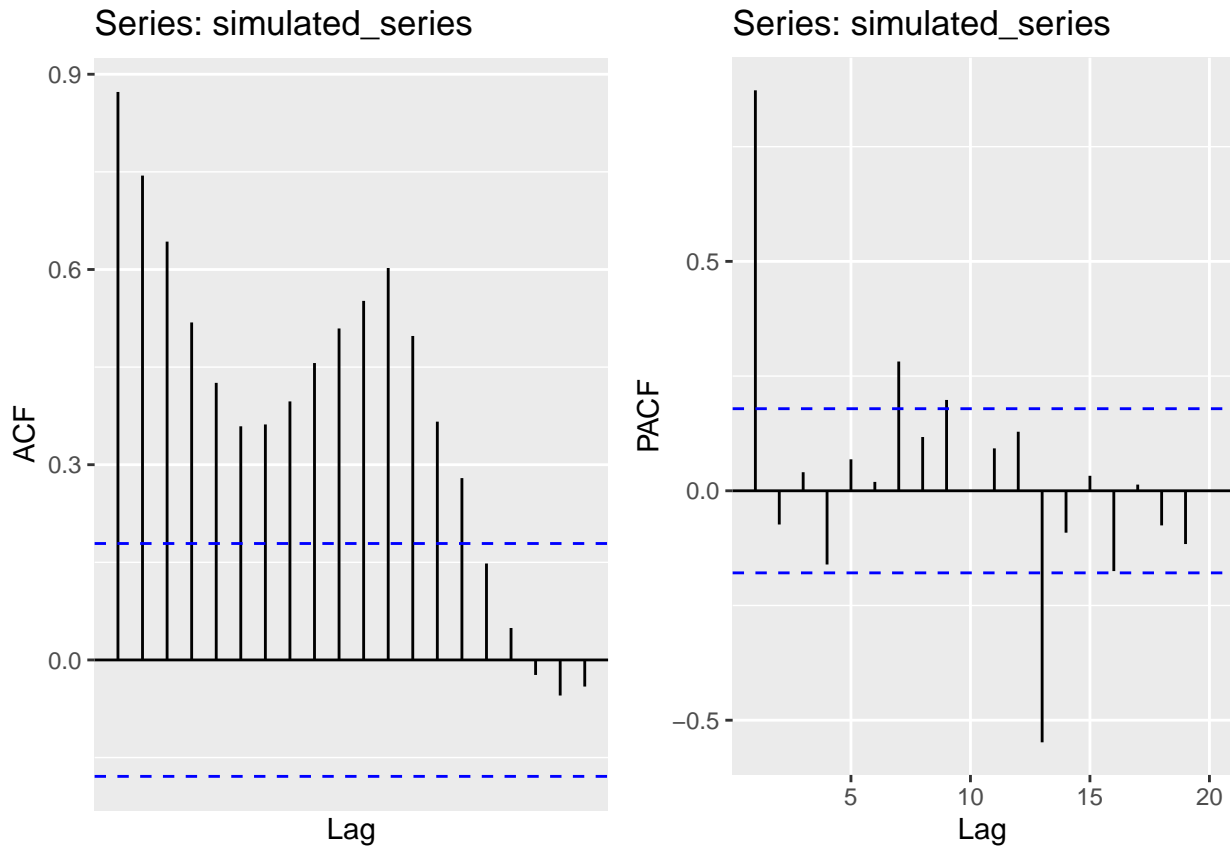 Series: simulated_series
0.9
0.6
0.3
0.0
ACF
Lag
Series: simulated_series
0.5
0.0
−0.5
PACF
5 10 15 20
Lag